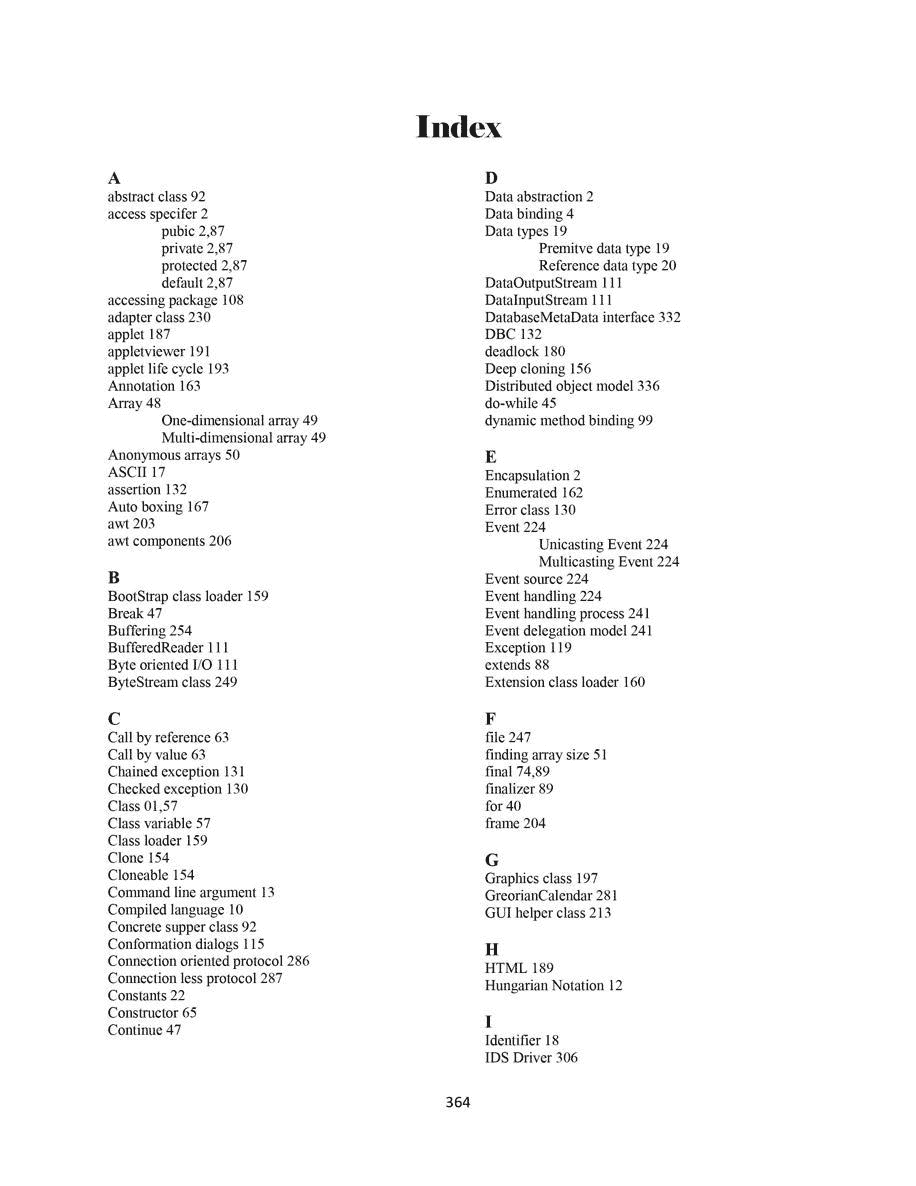 Index
A
abstract class 92
access specifer 2
pubic 2,87
private 2,87
protected 2,87
default 2,87
accessing package 108
adapter class 230
applet 187
appletviewer 191
applet life cycle 193
Annotation 163
Array 48
One-dimensional array 49
Multi-dimensional array 49
Anonymous arrays 50
ASCII 17
assertion 132
Auto boxing 167
awt 203
awt components 206
B
BootStrap class loader 159
Break 47
Buffering 254
BufferedReader 111
Byte oriented I/O 111
ByteStream class 249
C
Call by reference 63
Call by value 63
Chained exception 131
Checked exception 130
Class 01,57
Class variable 57
Class loader 159
Clone 154
Cloneable 154
Command line argument 13
Compiled language 10
Concrete supper class 92
Conformation dialogs 115
Connection oriented protocol 286
Connection less protocol 287
Constants 22
Constructor 65
Continue 47
D
Data abstraction 2
Data binding 4
Data types 19
Premitve data type 19
Reference data type 20
DataOutputStream 111
DataInputStream 111
DatabaseMetaData interface 332
DBC 132
deadlock 180
Deep cloning 156
Distributed object model 336
do-while 45
dynamic method binding 99
E
Encapsulation 2
Enumerated 162
Error class 130
Event 224
Unicasting Event 224
Multicasting Event 224
Event source 224
Event handling 224
Event handling process 241
Event delegation model 241
Exception 119
extends 88
Extension class loader 160
F
file 247
finding array size 51
final 74,89
finalizer 89
for 40
frame 204
G
Graphics class 197
GreorianCalendar 281
GUI helper class 213
H
HTML 189
Hungarian Notation 12
I
Identifier 18
IDS Driver 306
364